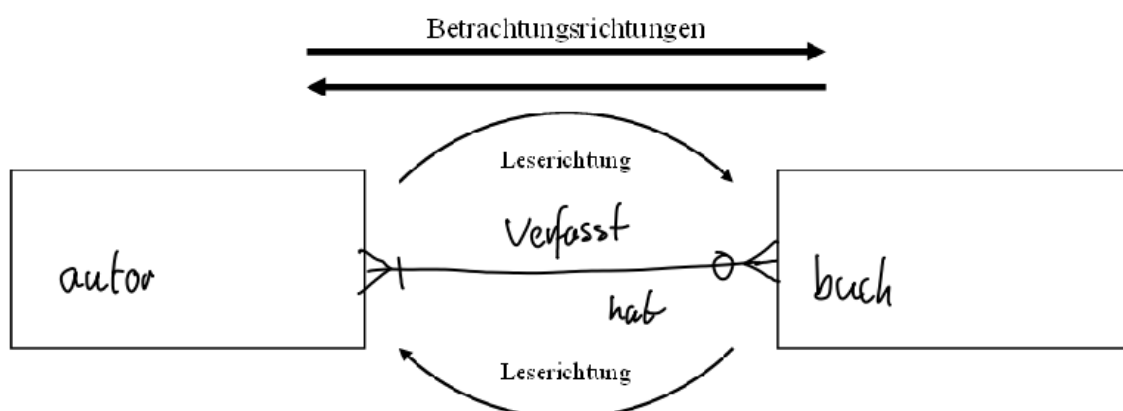 Betrachtungsrichtungen
Leserichtung
Verfasst
autor
buch
hat
Leserichtung